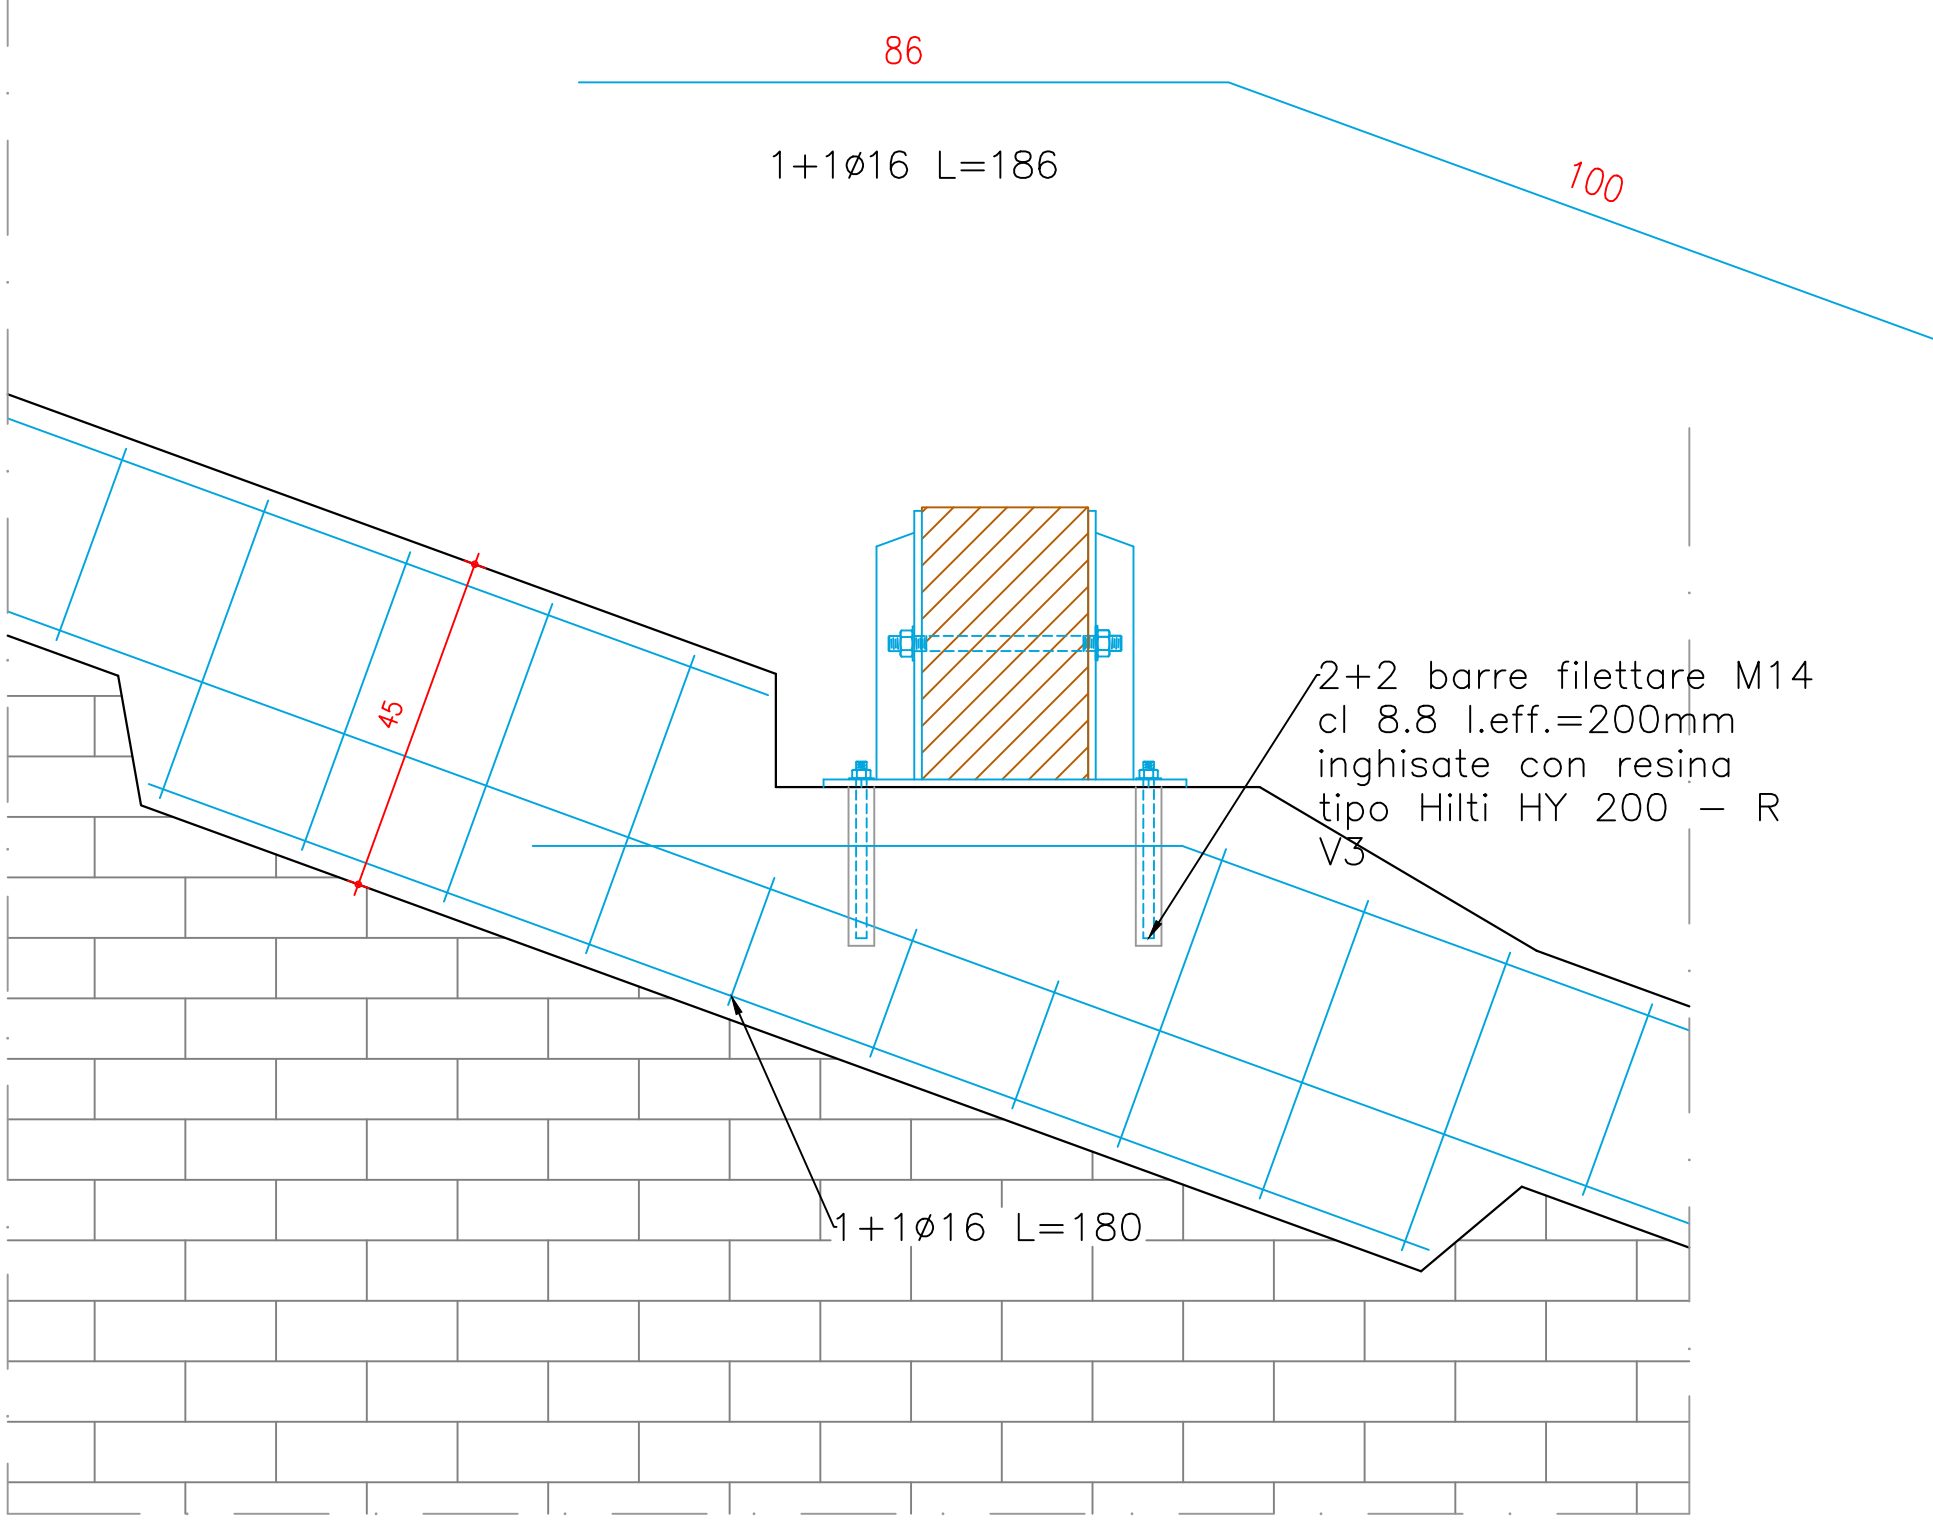 86
1+1ø16 L=186
100
45
2+2 barre filettare M14
cl 8.8 l.eff.=200mm
inghisate con resina
tipo Hilti HY 200 – R
V3
1+1ø16 L=180